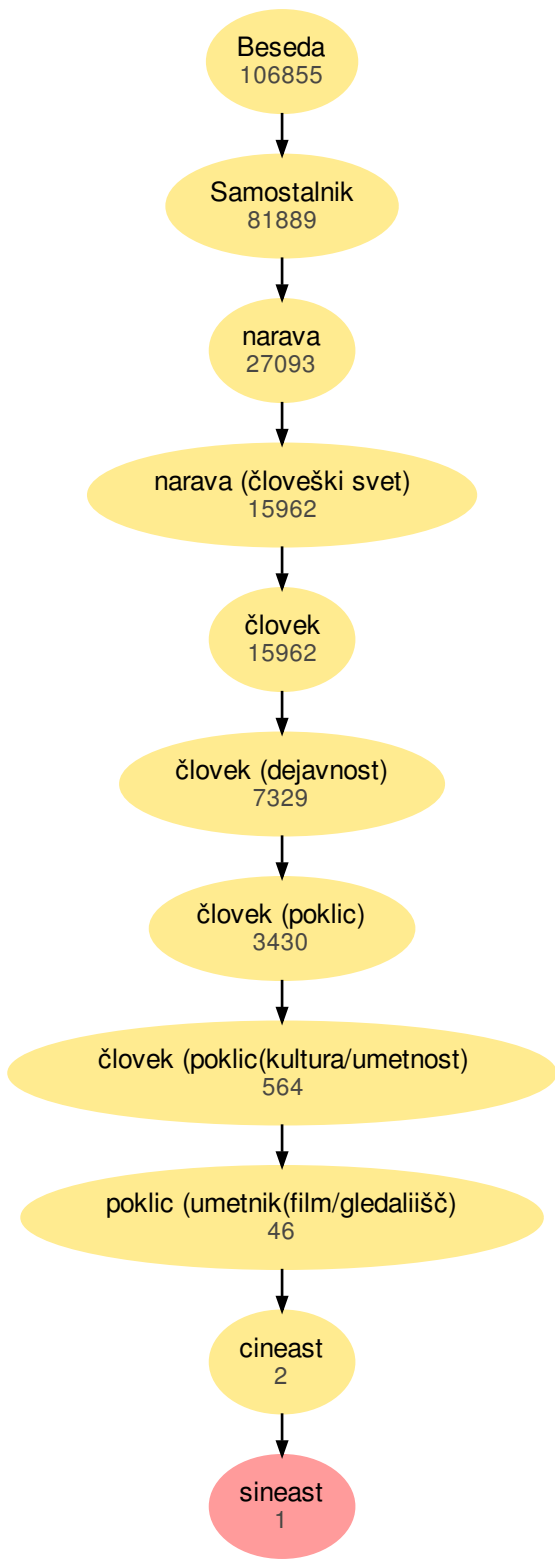 Beseda
106855
Samostalnik
81889
narava
27093
narava (človeški svet)
15962
človek
15962
človek (dejavnost)
7329
človek (poklic)
3430
človek (poklic(kultura/umetnost)
564
poklic (umetnik(film/gledaliišč)
46
cineast
2
sineast
1